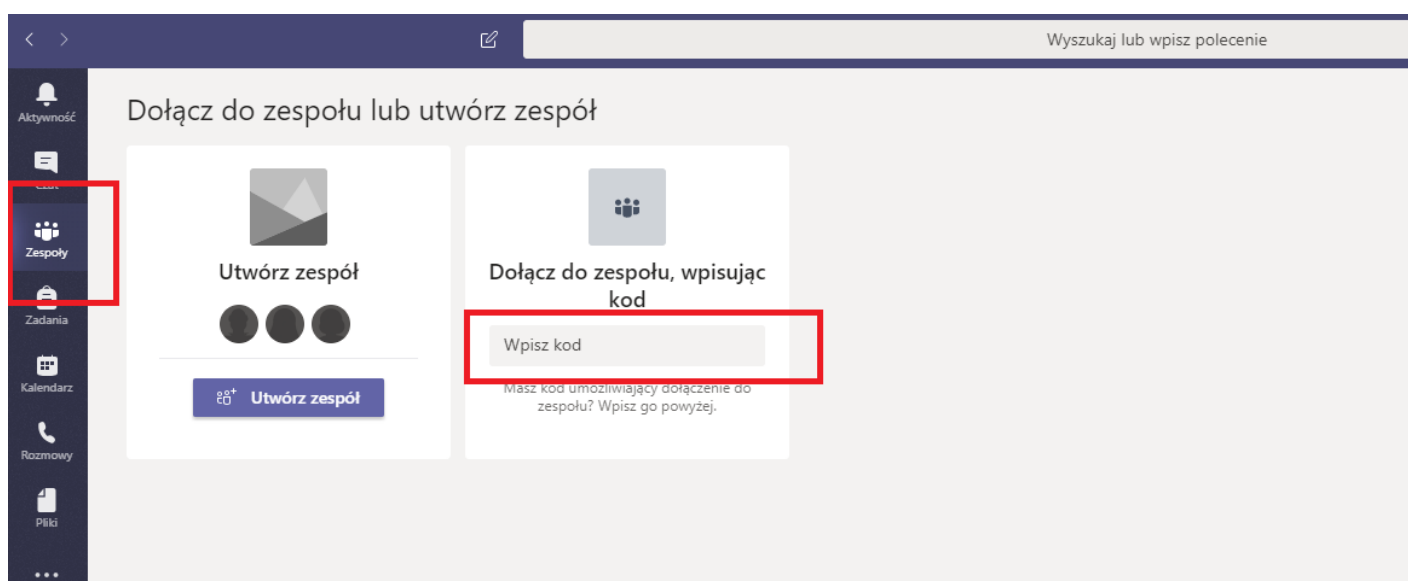 Wyszukaj lub wpisz polecenie
Aktywność
Czat
Zespoły
Zadania
Kalendarz
Rozmowy
Pliki
Dołącz do zespołu lub utwórz zespół
Utwórz zespół
Utwórz zespół
Dołącz do zespołu, wpisując
kod
Wpisz kod
Masz kod umożliwiający dołączenie do
zespołu? Wpisz go powyżej.